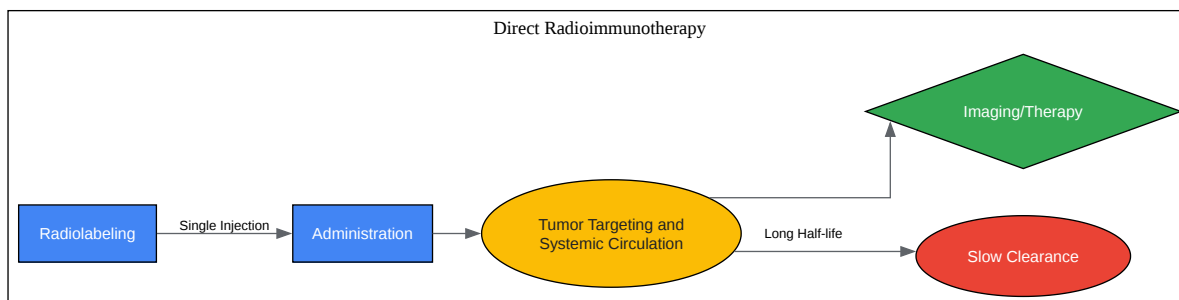 Direct Radioimmunotherapy
Imaging/Therapy
Radiolabeling
Single Injection
Administration
Tumor Targeting and
Systemic Circulation
Long Half-life
Slow Clearance